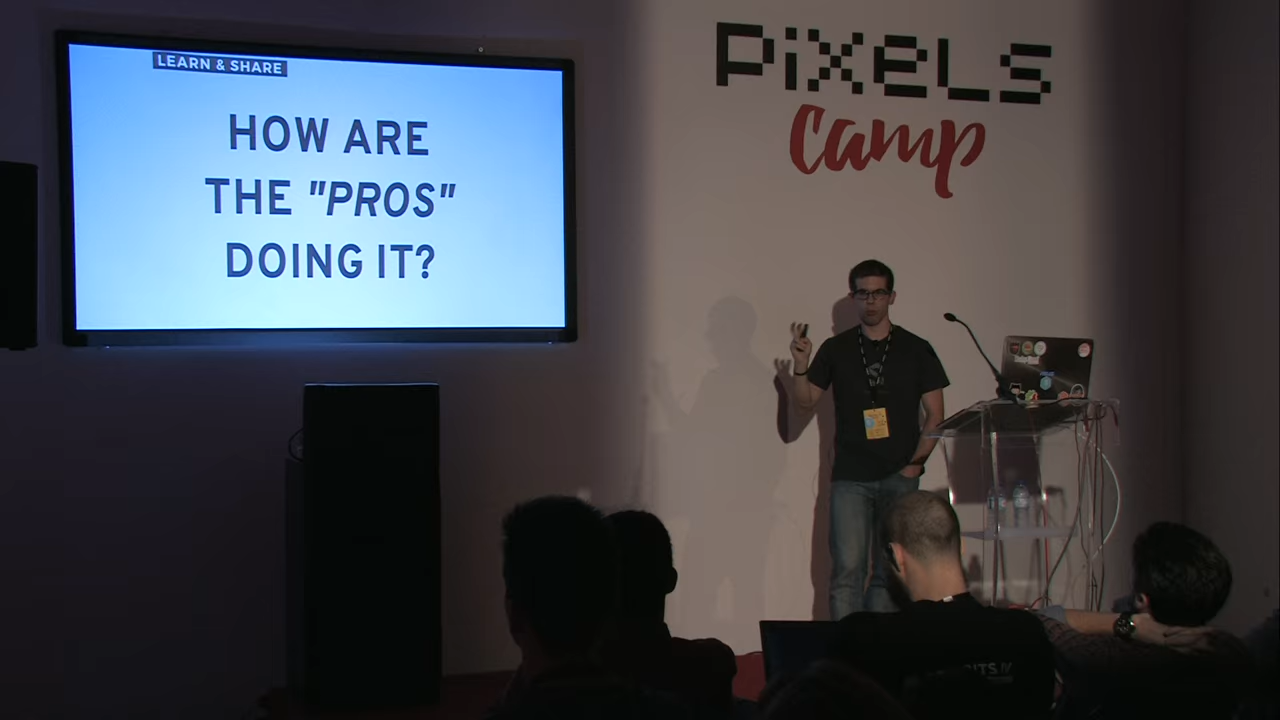 LEARN & SHARE
HOW ARE
THE "PROS"
DOING IT?
PiXELS
Camp